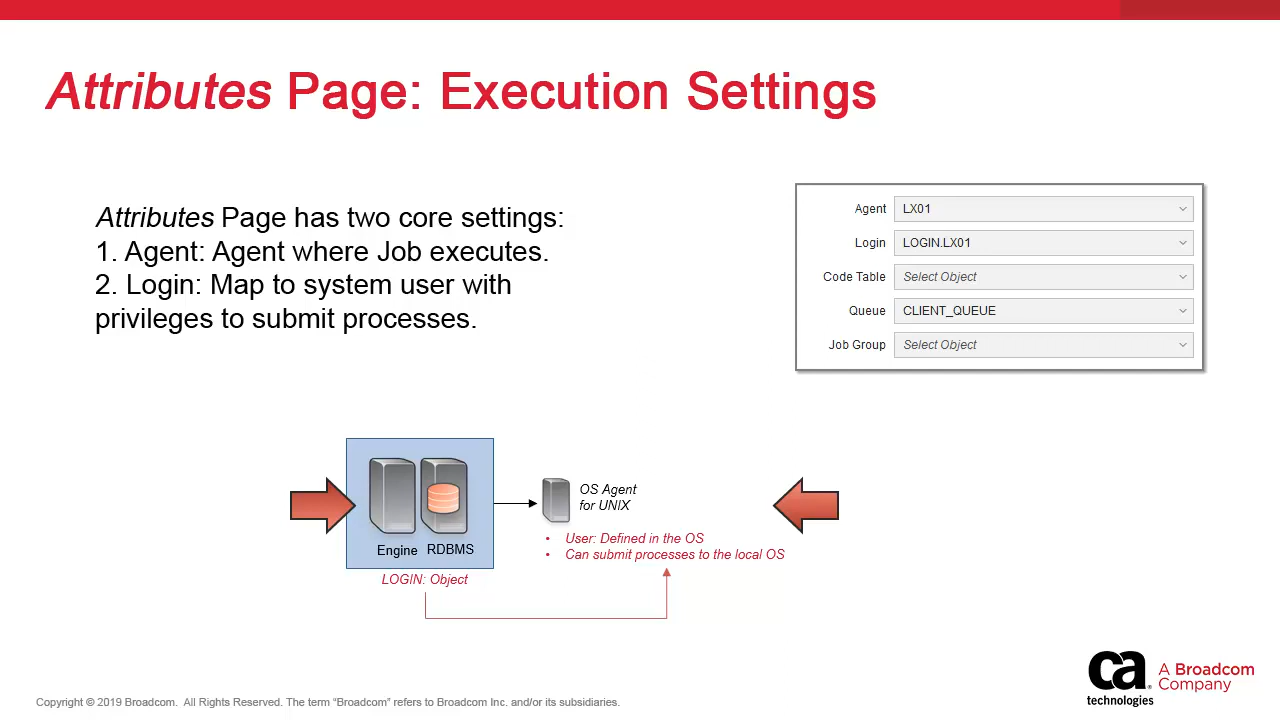 Attributes Page: Execution Settings
Attributes Page has two core settings:
1. Agent: Agent where Job executes.
2. Login: Map to system user with
privileges to submit processes.
Agent LX01
Login LOGIN.LX01
Code Table Select Object
Queue CLIENT_QUEUE
Job Group Select Object
Engine RDBMS
LOGIN: Object
OS Agent
for UNIX
• User: Defined in the OS
• Can submit processes to the local OS
Copyright © 2019 Broadcom. All Rights Reserved. The term “Broadcom” refers to Broadcom Inc. and/or its subsidiaries.
ca
technologies
A Broadcom
Company